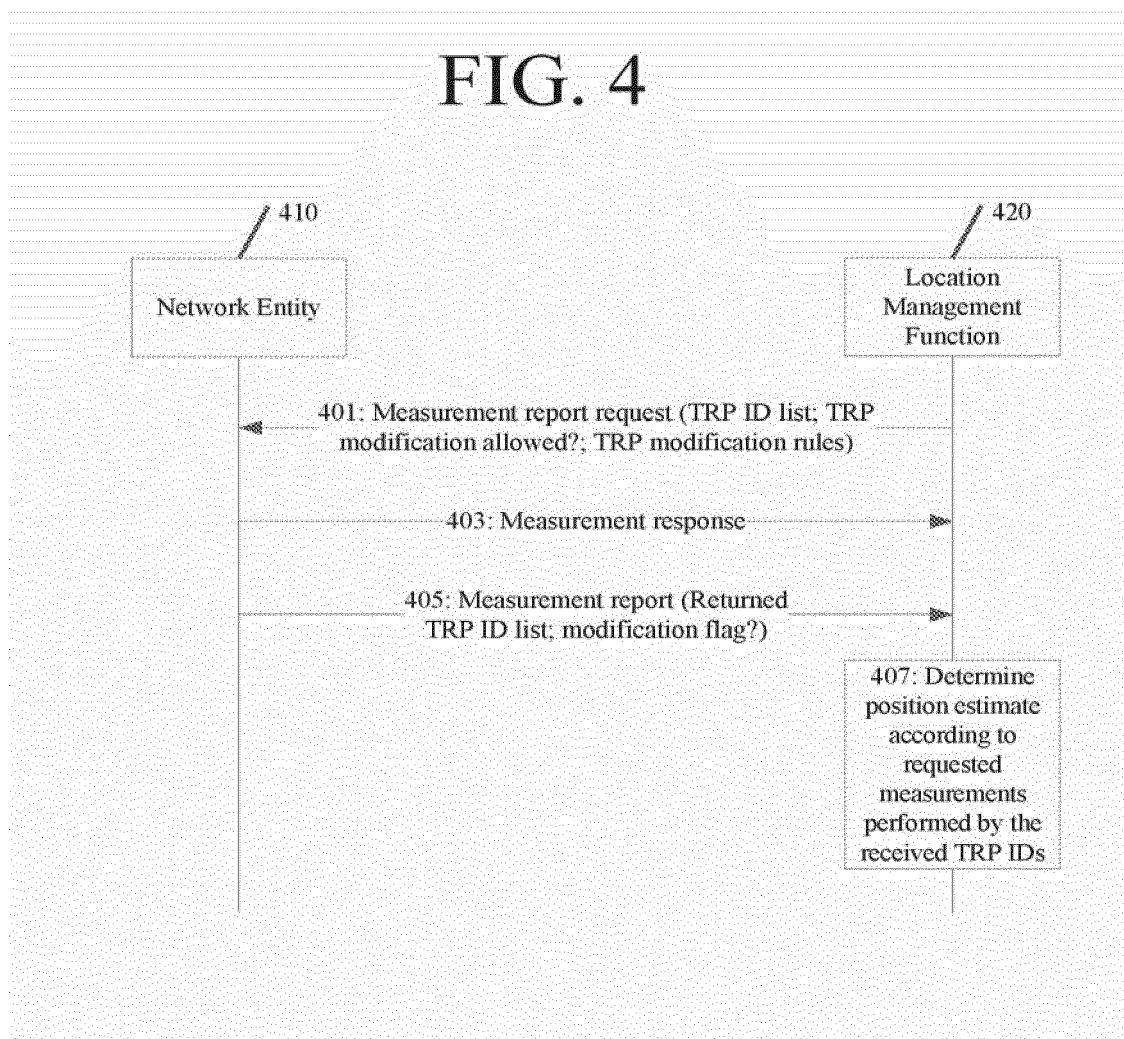 FIG. 4
410
420
Network Entity
Location
Management
Function
401: Measurement report request (TRP ID list; TRP
modification allowed?; TRP modification rules)
403: Measurement response
405: Measurement report (Returned
TRP ID list; modification flag?)
407: Determine
position estimate
according to
requested
measurements
performed by the
received TRP IDs